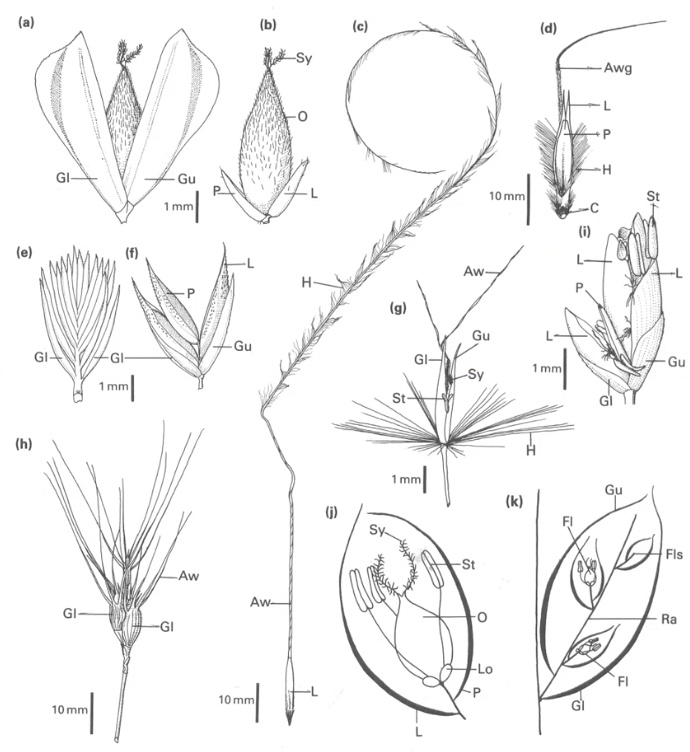 (a)
Gl
Gu
1 mm
(b)
Sy
O
P
L
(c)
H
Aw
10 mm
L
(d)
Awg
L
P
H
C
10 mm
(e)
Gl
(f)
L
P
Gl
Gu
1 mm
(g)
Aw
Gl
Gu
Sy
St
H
1 mm
(h)
Aw
Gl
Gl
10 mm
(i)
St
L
L
P
L
Gu
Gl
1 mm
(j)
Sy
St
O
Lo
P
L
(k)
Gu
Fl
Fls
Ra
Fl
Gl